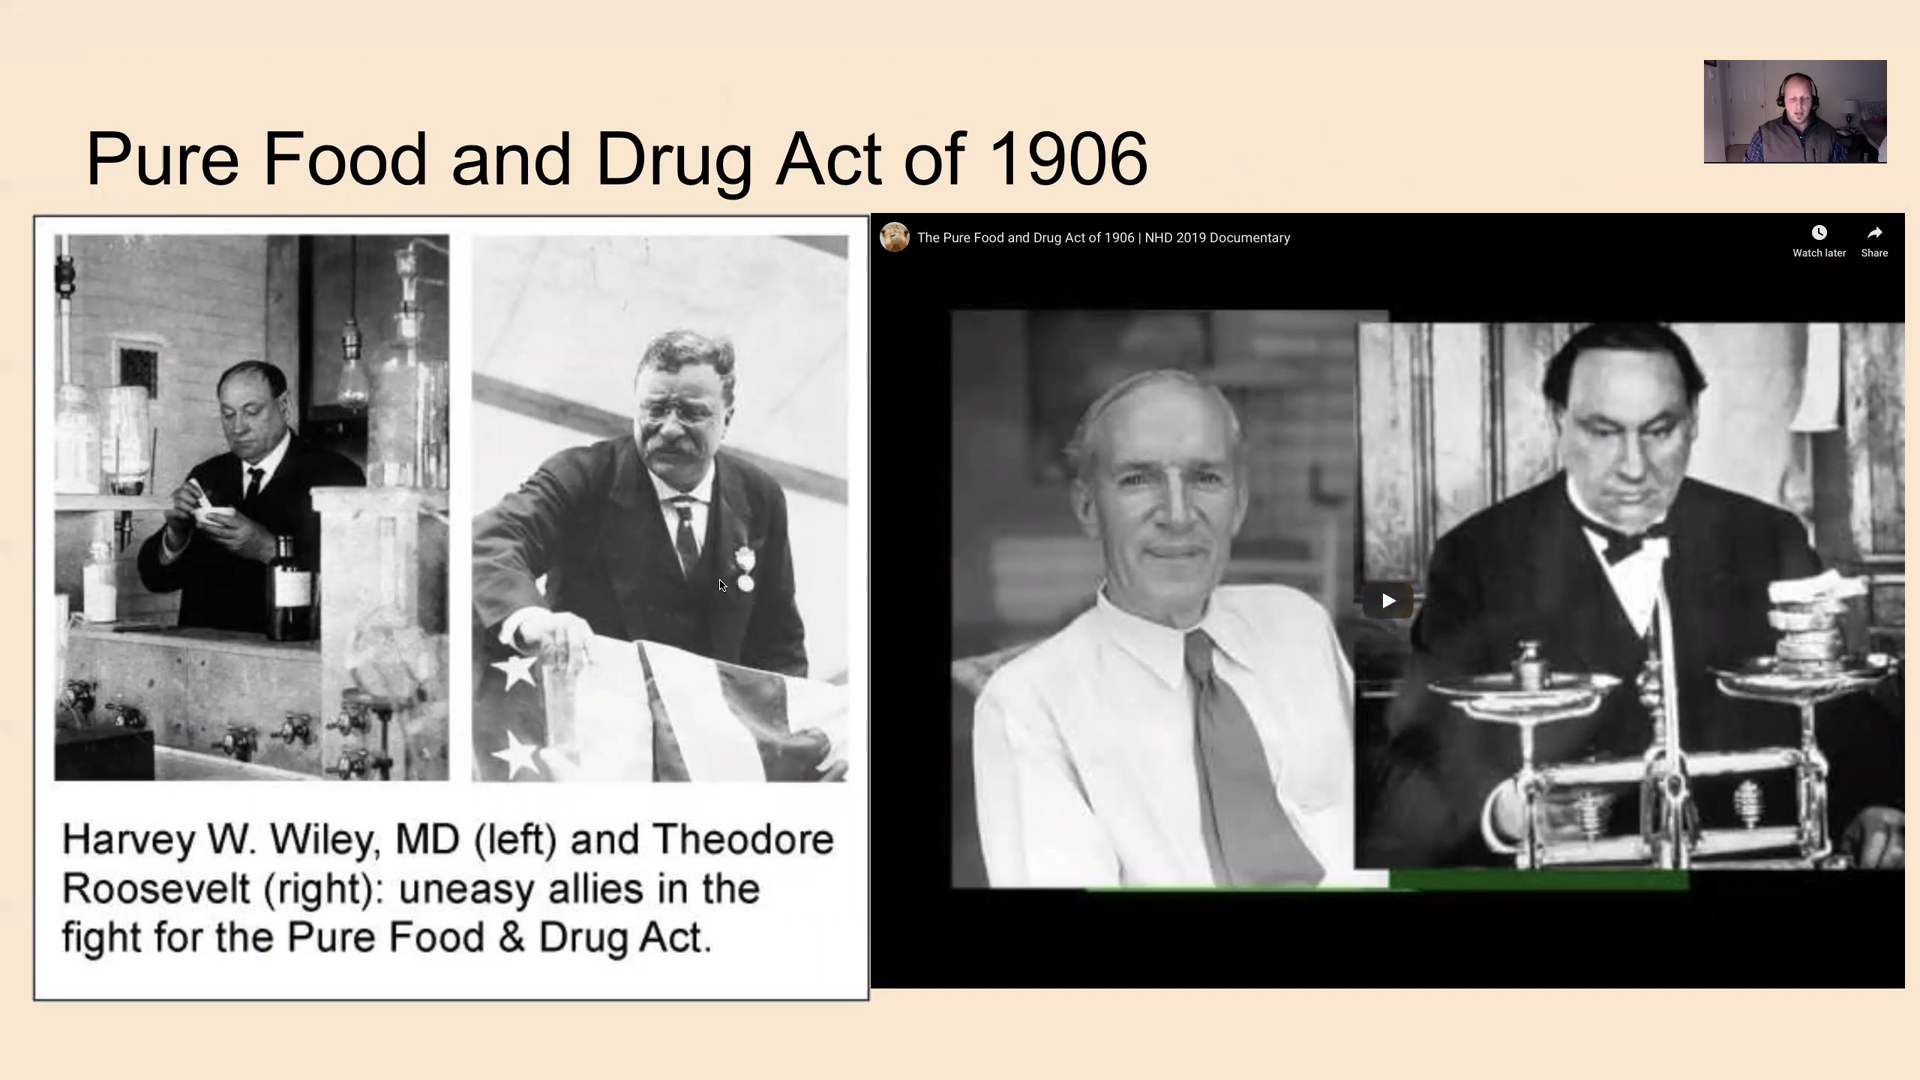 Pure Food and Drug Act of 1906
Harvey W. Wiley, MD (left) and Theodore
Roosevelt (right): uneasy allies in the
fight for the Pure Food & Drug Act.
The Pure Food and Drug Act of 1906 | NHD 2019 Documentary
Watch later
Share